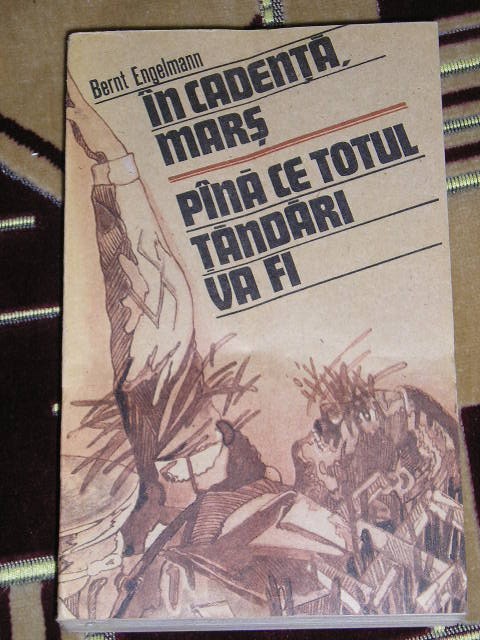 Bernt Engelmann
ÎN CADENȚĂ,
MARȘ
PÎNĂ CE TOTUL
ȚĂNDĂRI
VA FI